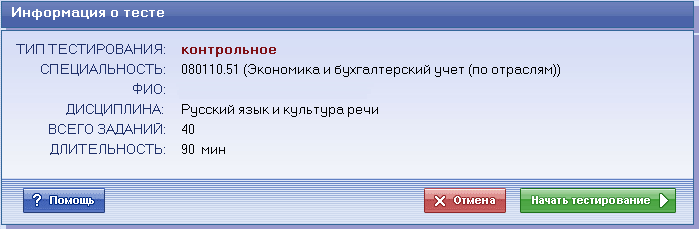 Информация о тесте
ТИП ТЕСТИРОВАНИЯ: контрольное
СПЕЦИАЛЬНОСТЬ: 080110.51 (Экономика и бухгалтерский учет (по отраслям))
ФИО:
ДИСЦИПЛИНА: Русский язык и культура речи
ВСЕГО ЗАДАНИЙ: 40
ДЛИТЕЛЬНОСТЬ: 90 мин
? Помощь
Отмена
Начать тестирование